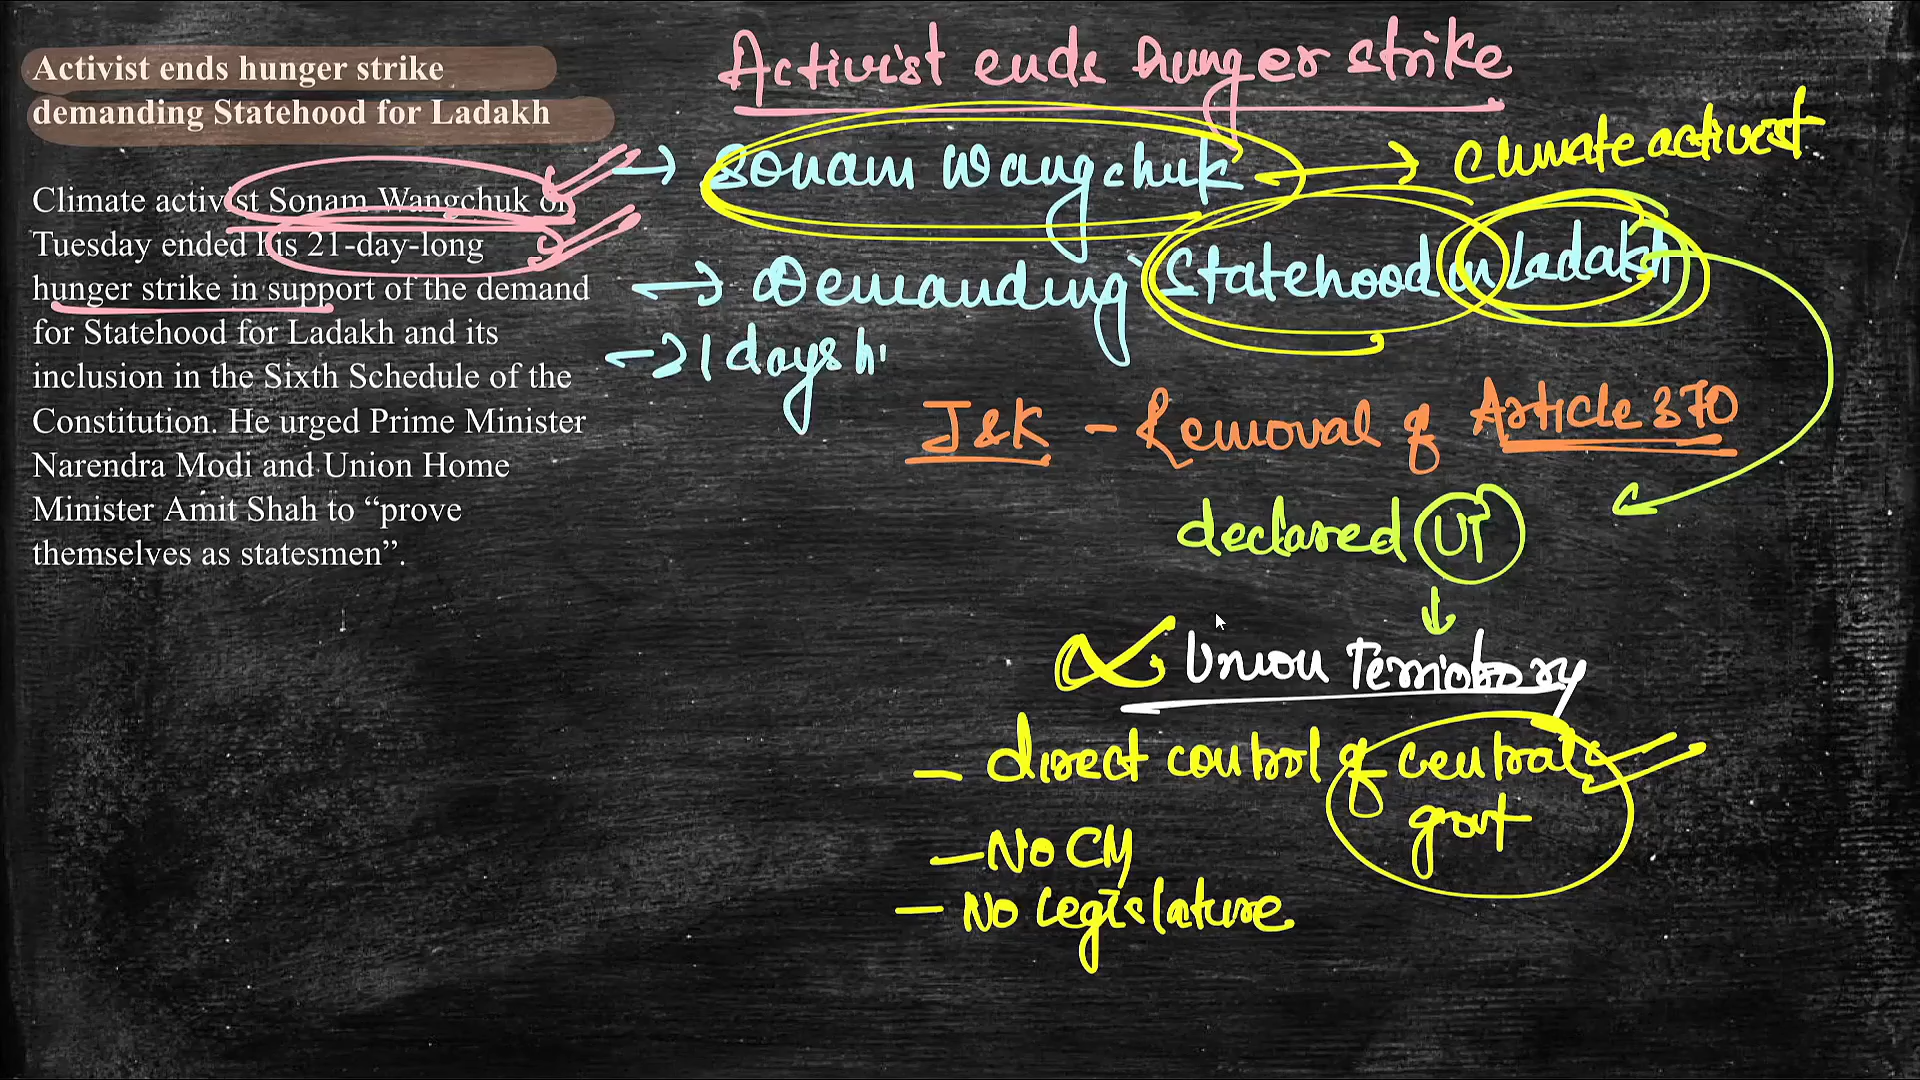 Activist ends hunger strike
demanding Statehood for Ladakh
Climate activist Sonam Wangchuk on
Tuesday ended his 21-day-long
hunger strike in support of the demand
for Statehood for Ladakh and its
inclusion in the Sixth Schedule of the
Constitution. He urged Prime Minister
Narendra Modi and Union Home
Minister Amit Shah to “prove
themselves as statesmen”.
Activist ends hunger strike
→ Sonam Wangchuk → Climate activist
→ Demanding Statehood in Ladakh
days h
J&K - Removal of Article 370
declared UT
↓
Union Territory
- direct control of central
govt
- No CM
- No legislature